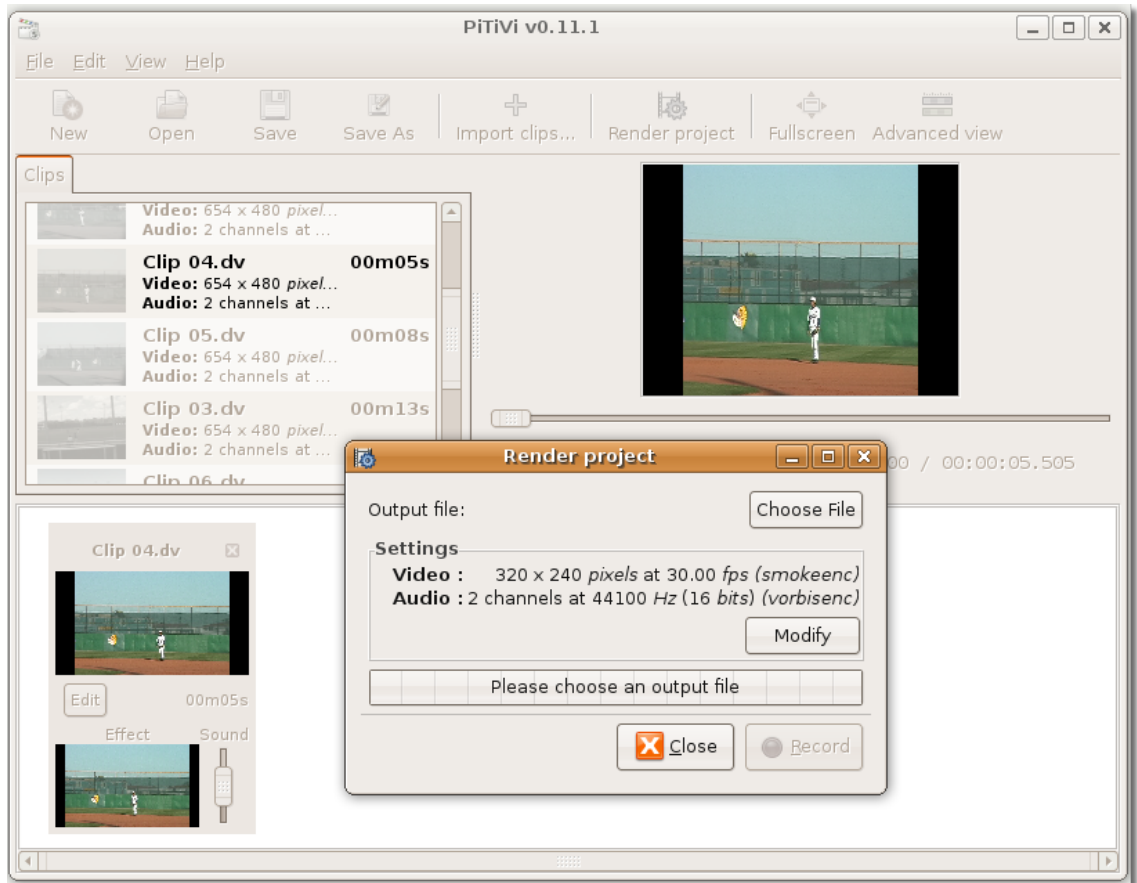 PiTiVi v0.11.1
File Edit View Help
New Open Save Save As Import clips... Render project Fullscreen Advanced view
Clips
Video: 654 x 480 pixel...
Audio: 2 channels at ...
Clip 04.dv 00m05s
Video: 654 x 480 pixel...
Audio: 2 channels at ...
Clip 05.dv 00m08s
Video: 654 x 480 pixel...
Audio: 2 channels at ...
Clip 03.dv 00m13s
Video: 654 x 480 pixel...
Audio: 2 channels at ...
Clip 06.dv
00 / 00:00:05.505
Render project
Output file: Choose File
Settings
Video : 320 x 240 pixels at 30.00 fps (smokeenc)
Audio : 2 channels at 44100 Hz (16 bits) (vorbisenc)
Modify
Please choose an output file
Close Record
Clip 04.dv
Edit 00m05s
Effect Sound